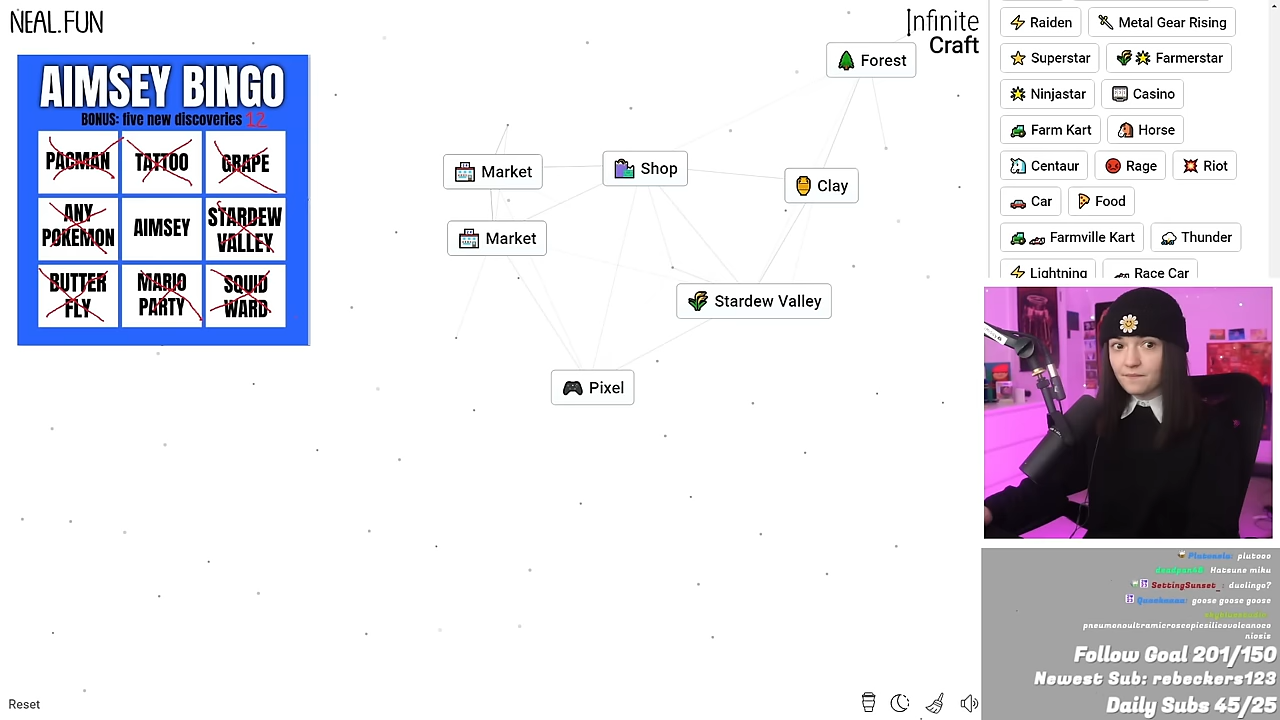 NEAL.FUN
Infinite
Craft
AIMSEY BINGO
BONUS: five new discoveries 12
PACMAN
TATTOO
GRAPE
ANY
POKEMON
AIMSEY
STARDEW
VALLEY
BUTTER
FLY
MARIO
PARTY
SQUID
WARD
Forest
Market
Shop
Clay
Market
Stardew Valley
Pixel
Raiden
Metal Gear Rising
Superstar
Farmerstar
Ninjastar
Casino
Farm Kart
Horse
Centaur
Rage
Riot
Car
Food
Farmville Kart
Thunder
Lightning
Race Car
plutooo
Hatsune miku
SettingSunset_: duolingo?
goose goose goose
pneumonoultramicroscopicsilicovolcanoco
niosis
Follow Goal 201/150
Newest Sub: rebeckers123
Daily Subs 45/25
Reset